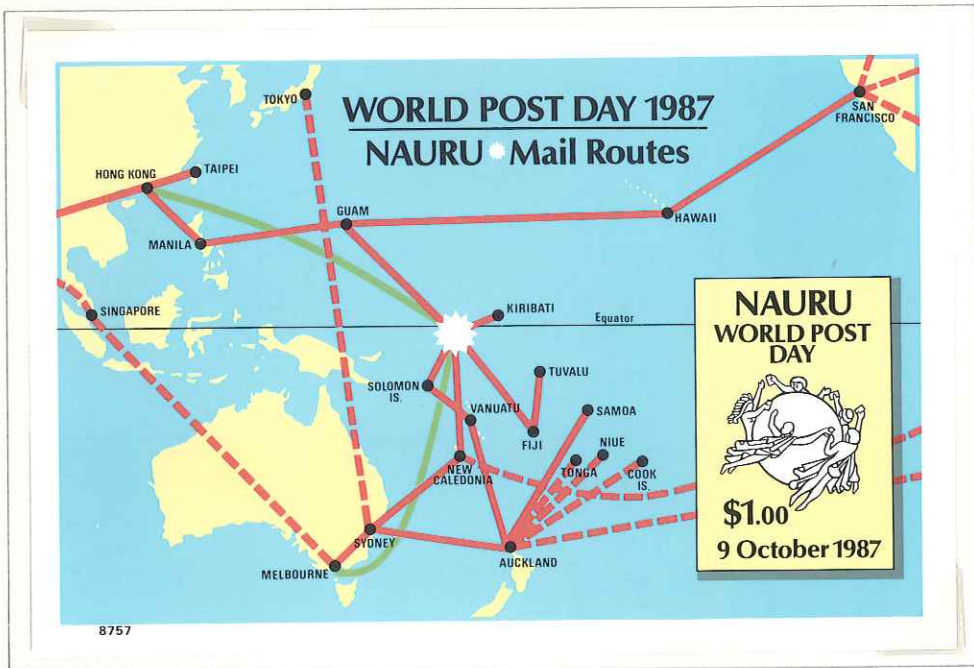 WORLD POST DAY 1987
NAURU Mail Routes
TOKYO
SAN
FRANCISCO
HONG KONG
TAIPEI
GUAM
HAWAII
MANILA
SINGAPORE
KIRIBATI
Equator
SOLOMON
IS.
TUVALU
VANUATU
SAMOA
FIJI
NIUE
NEW
CALEDONIA
TONGA
COOK
IS.
SYDNEY
AUCKLAND
MELBOURNE
NAURU
WORLD POST
DAY
$1.00
9 October 1987
8757